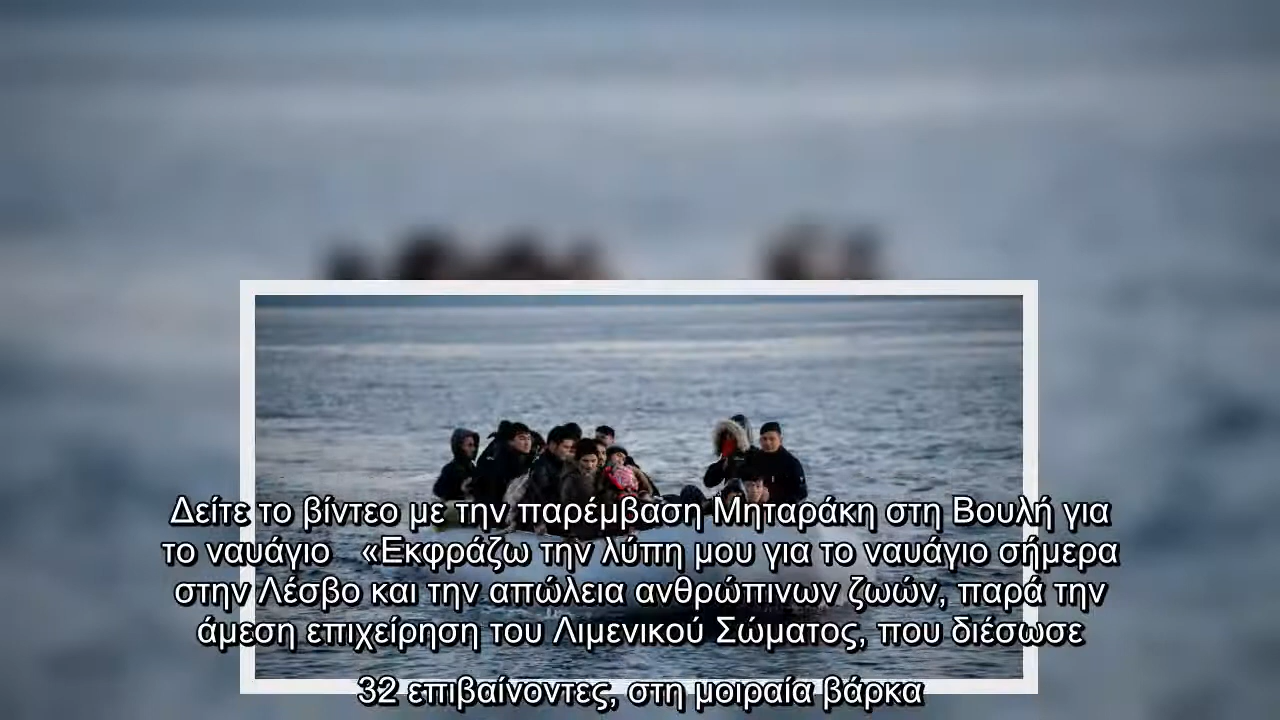 Δείτε το βίντεο με την παρέμβαση Μηταράκη στη Βουλή για
το ναυάγιο «Εκφράζω την λύπη μου για το ναυάγιο σήμερα
στην Λέσβο και την απώλεια ανθρώπινων ζωών, παρά την
άμεση επιχείρηση του Λιμενικού Σώματος, που διέσωσε
32 επιβαίνοντες, στη μοιραία βάρκα